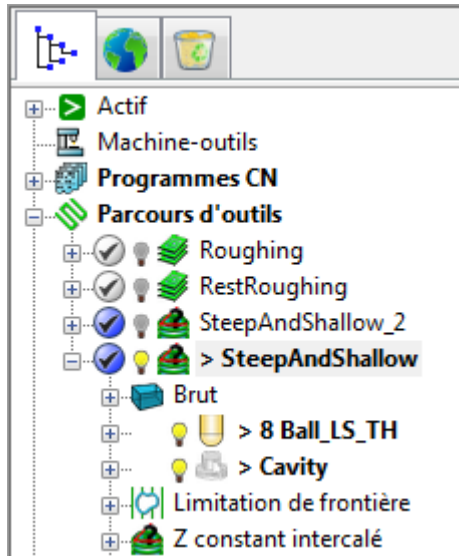 Actif
Machine-outils
Programmes CN
Parcours d'outils
Roughing
RestRoughing
SteepAndShallow_2
> SteepAndShallow
Brut
> 8 Ball_LS_TH
> Cavity
Limitation de frontière
Z constant intercalé